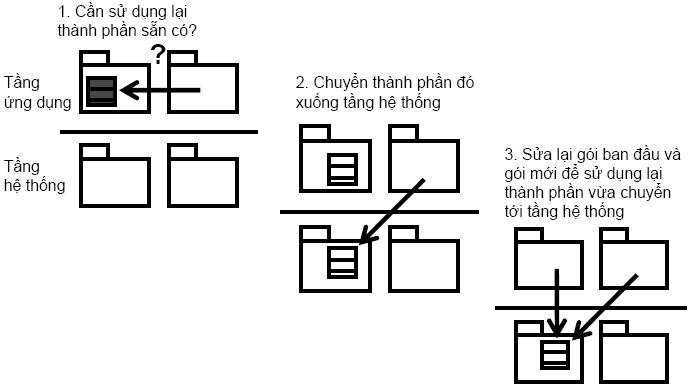 1. Cần sử dụng lại
thành phần sẵn có?
?
Tầng
ứng dụng
Tầng
hệ thống
2. Chuyển thành phần đó
xuống tầng hệ thống
3. Sửa lại gói ban đầu và
gói mới để sử dụng lại
thành phần vừa chuyển
tới tầng hệ thống